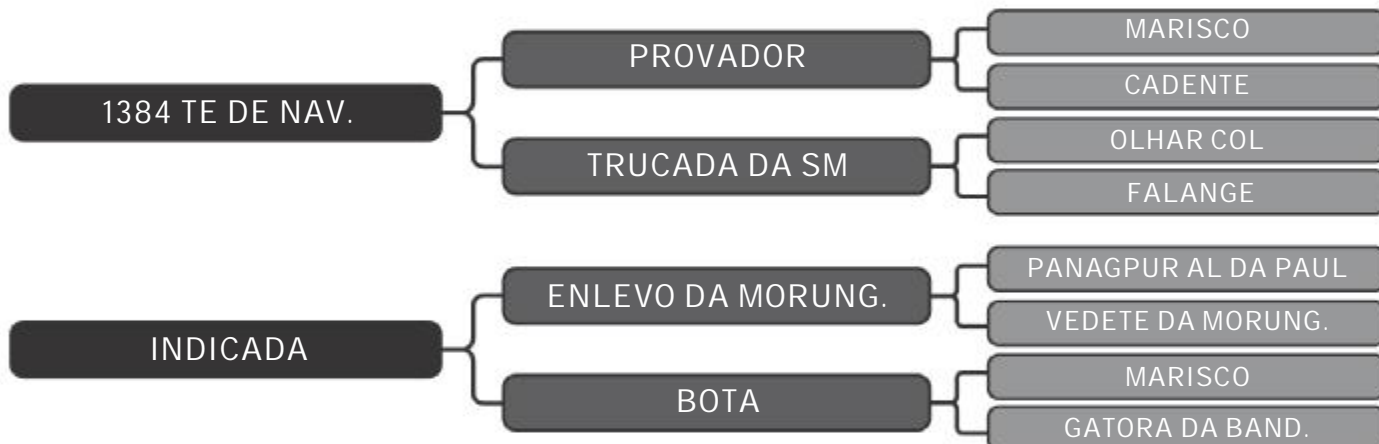 1384 TE DE NAV.
PROVADOR
MARISCO
CADENTE
TRUCADA DA SM
OLHAR COL
FALANGE
INDICADA
ENLEVO DA MORUNG.
PANAGPUR AL DA PAUL
VEDETE DA MORUNG.
BOTA
MARISCO
GATORA DA BAND.